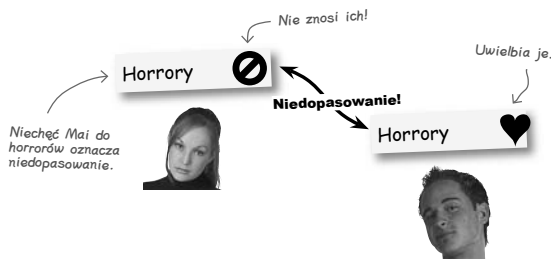 Nie znosi ich!
Uwielbia je.
Horrory
Niedopasowanie!
Horrory
Niechęć Mai do
horrorów oznacza
niedopasowanie.